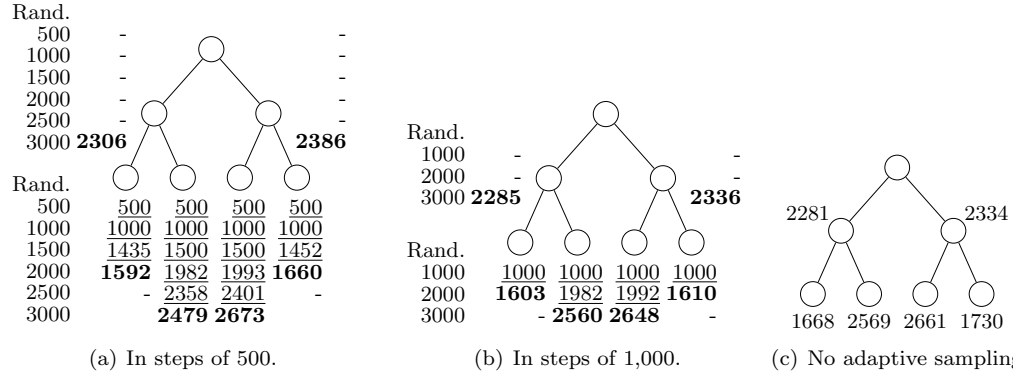 Rand.
500 - -
1000 - -
1500 - -
2000 - -
2500 - -
3000 2306 2386
Rand.
500 500 500 500 500
1000 1000 1000 1000 1000
1500 1435 1500 1500 1452
2000 1592 1982 1993 1660
2500 - 2358 2401 -
3000 2479 2673
(a) In steps of 500.
Rand.
1000 - -
2000 - -
3000 2285 2336
Rand.
1000 1000 1000 1000 1000
2000 1603 1982 1992 1610
3000 - 2560 2648 -
(b) In steps of 1,000.
2281 2334
1668 2569 2661 1730
(c) No adaptive sampling